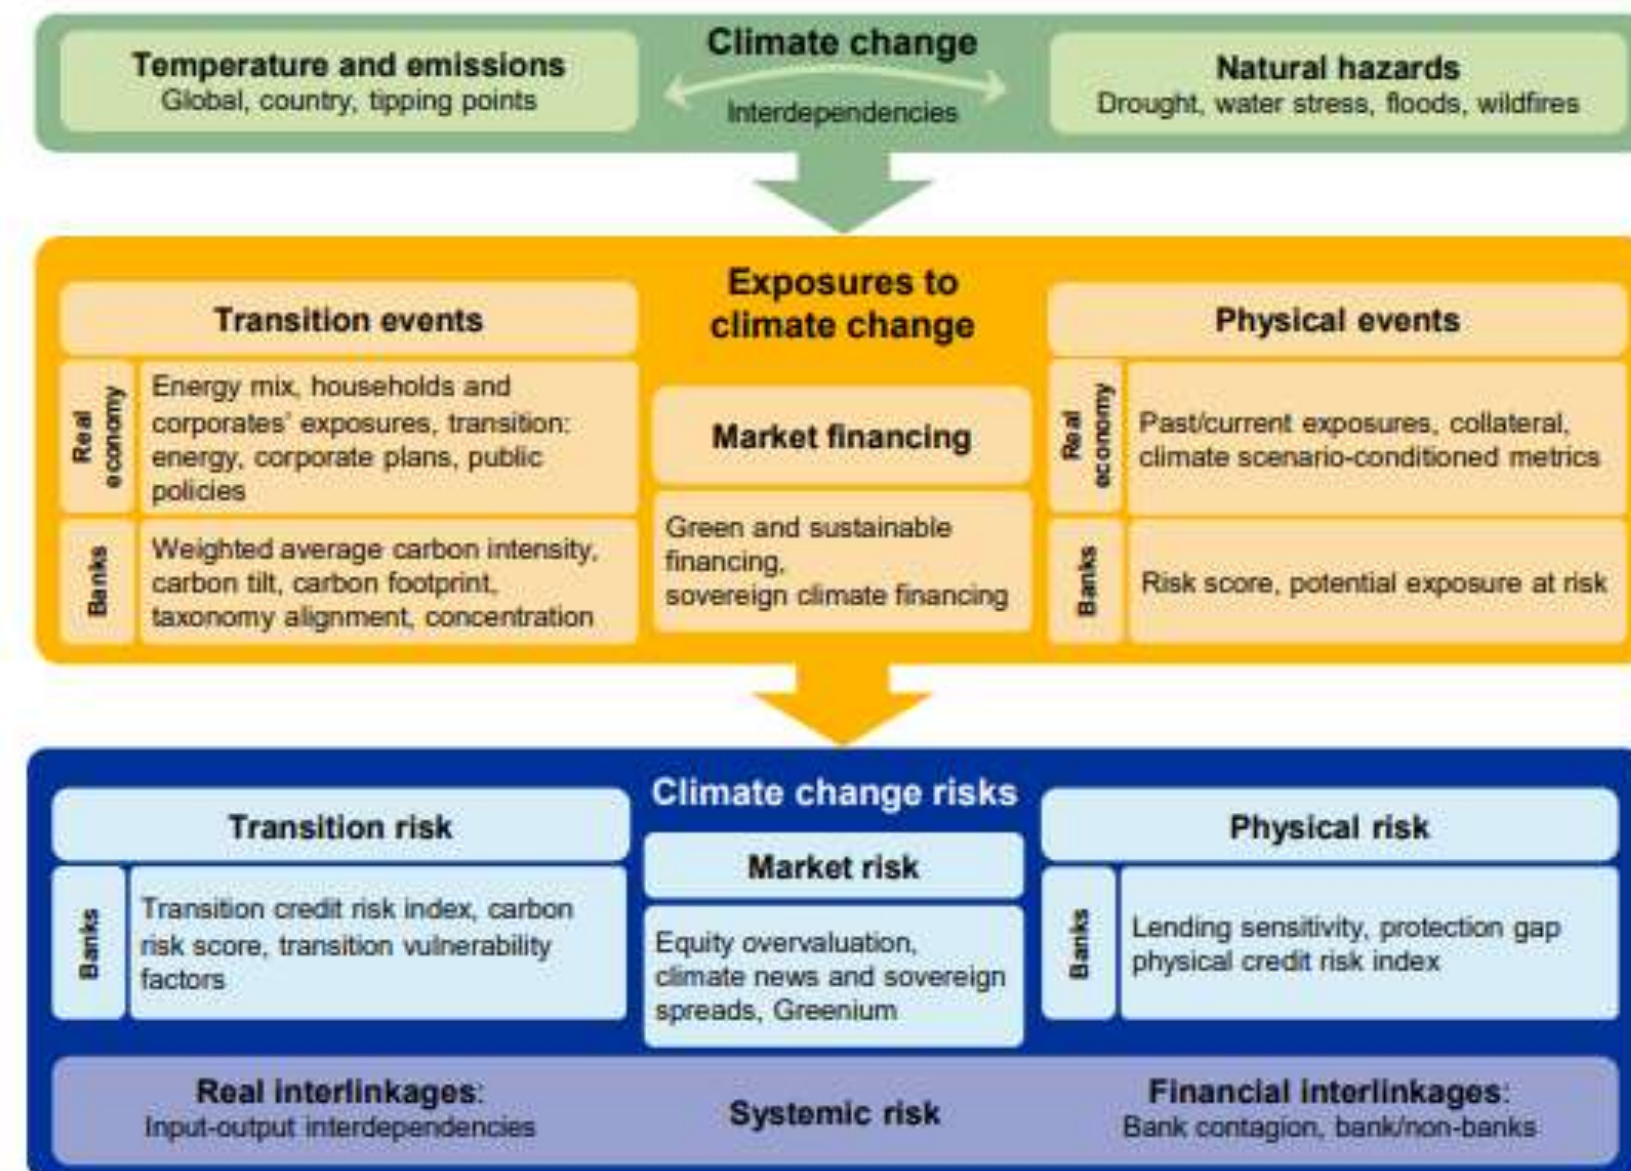 Climate change
Temperature and emissions
Global, country, tipping points
Interdependencies
Natural hazards
Drought, water stress, floods, wildfires
Exposures to
climate change
Transition events
Real
economy
Energy mix, households and
corporates' exposures, transition:
energy, corporate plans, public
policies
Banks
Weighted average carbon intensity,
carbon tilt, carbon footprint,
taxonomy alignment, concentration
Market financing
Green and sustainable
financing,
sovereign climate financing
Physical events
Real
economy
Past/current exposures, collateral,
climate scenario-conditioned metrics
Banks
Risk score, potential exposure at risk
Climate change risks
Transition risk
Banks
Transition credit risk index, carbon
risk score, transition vulnerability
factors
Market risk
Equity overvaluation,
climate news and sovereign
spreads, Greenium
Physical risk
Banks
Lending sensitivity, protection gap
physical credit risk index
Real interlinkages:
Input-output interdependencies
Systemic risk
Financial interlinkages:
Bank contagion, bank/non-banks